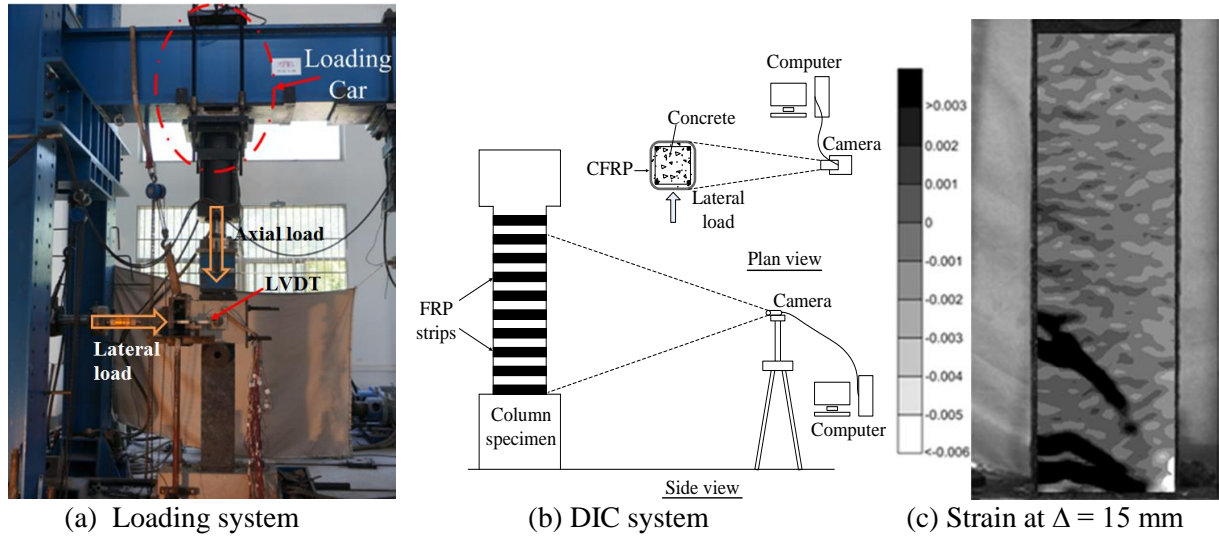 Loading
Car
Axial load
LVDT
Lateral
load
(a) Loading system
Computer
Concrete
Camera
CFRP
Lateral
load
Plan view
Camera
FRP
strips
Column
specimen
Computer
Side view
(b) DIC system
>0.003
0.002
0.001
0
-0.001
-0.002
-0.003
-0.004
-0.005
<-0.006
(c) Strain at Δ = 15 mm